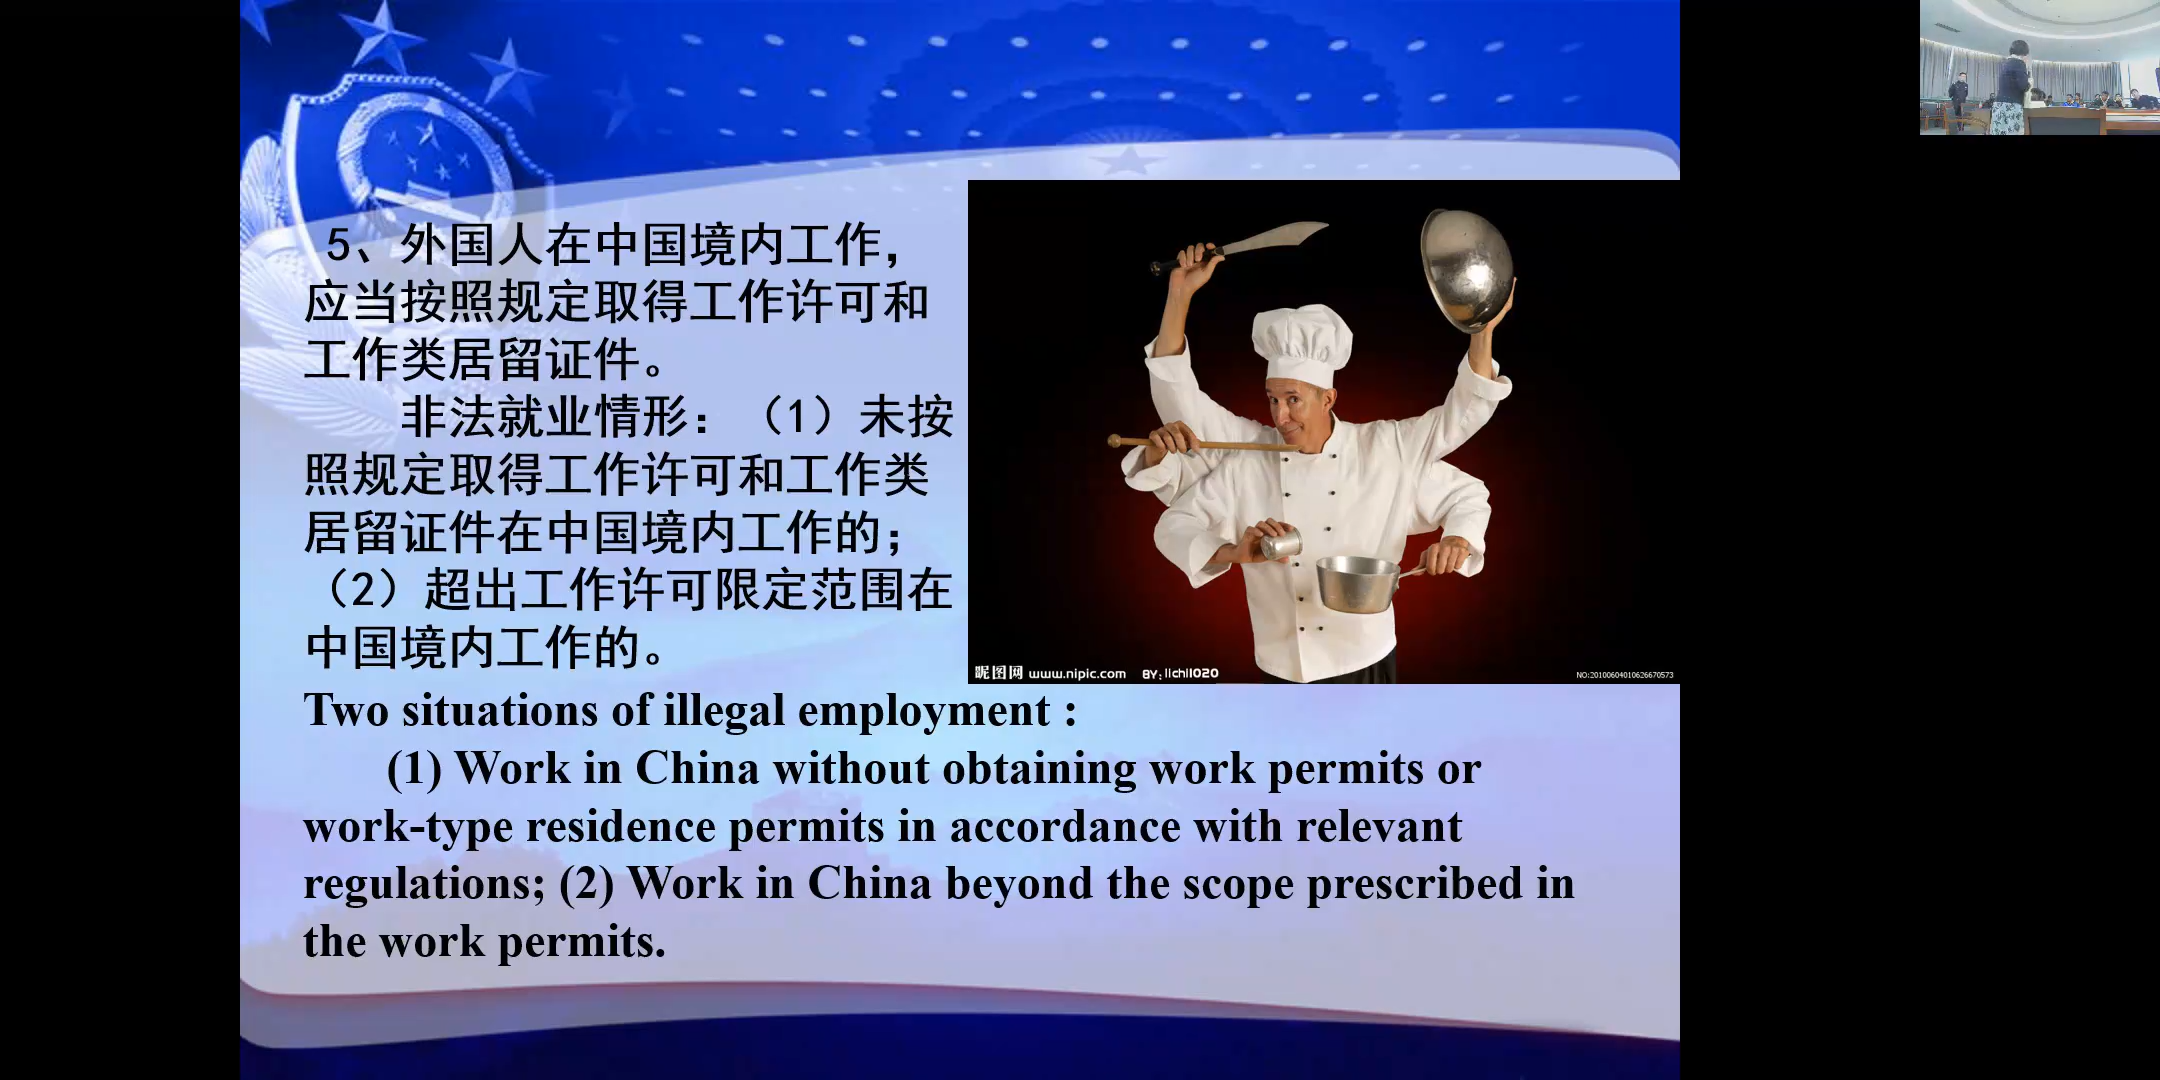 5、外国人在中国境内工作，
应当按照规定取得工作许可和
工作类居留证件。
非法就业情形：（1）未按
照规定取得工作许可和工作类
居留证件在中国境内工作的；
（2）超出工作许可限定范围在
中国境内工作的。
昵图网 www.nipic.com BY:lichl1020
NO:20100604010626670573
Two situations of illegal employment :
(1) Work in China without obtaining work permits or
work-type residence permits in accordance with relevant
regulations; (2) Work in China beyond the scope prescribed in
the work permits.